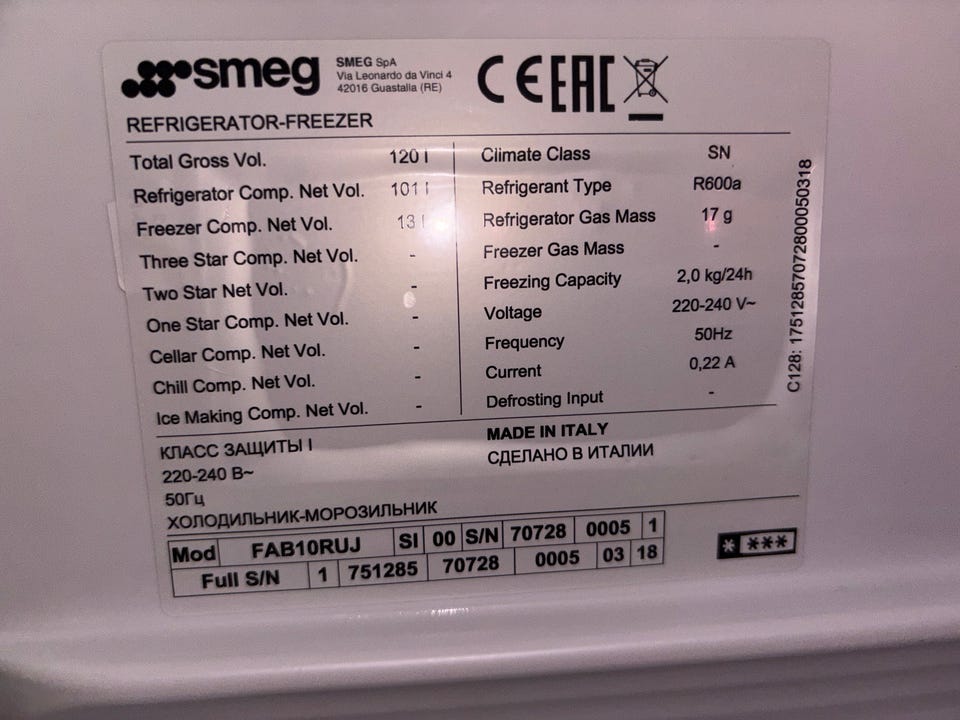 smeg
SMEG SpA
Via Leonardo da Vinci 4
42016 Guastalla (RE)
CE EAC
REFRIGERATOR-FREEZER
Total Gross Vol. 120 l
Refrigerator Comp. Net Vol. 101 l
Freezer Comp. Net Vol. 13 l
Three Star Comp. Net Vol. -
Two Star Net Vol. -
One Star Comp. Net Vol. -
Cellar Comp. Net Vol. -
Chill Comp. Net Vol. -
Ice Making Comp. Net Vol. -
Climate Class SN
Refrigerant Type R600a
Refrigerator Gas Mass 17 g
Freezer Gas Mass -
Freezing Capacity 2,0 kg/24h
Voltage 220-240 V~
Frequency 50Hz
Current 0,22 A
Defrosting Input -
C128: 1751285707280005​0318
КЛАСС ЗАЩИТЫ I
220-240 В~
50Гц
ХОЛОДИЛЬНИК-МОРОЗИЛЬНИК
MADE IN ITALY
СДЕЛАНО В ИТАЛИИ
Mod FAB10RUJ SI 00 S/N 70728 0005 1
Full S/N 1 751285 70728 0005 03 18
* ***